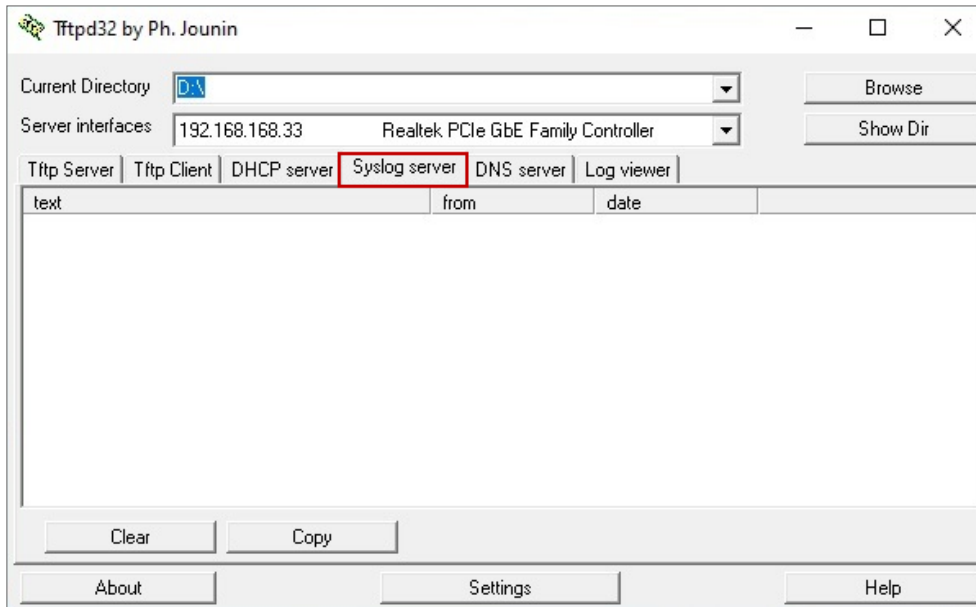 Tftpd32 by Ph. Jounin
Current Directory D:\ Browse
Server interfaces 192.168.168.33 Realtek PCIe GbE Family Controller Show Dir
Tftp Server Tftp Client DHCP server Syslog server DNS server Log viewer
text from date
Clear Copy
About Settings Help